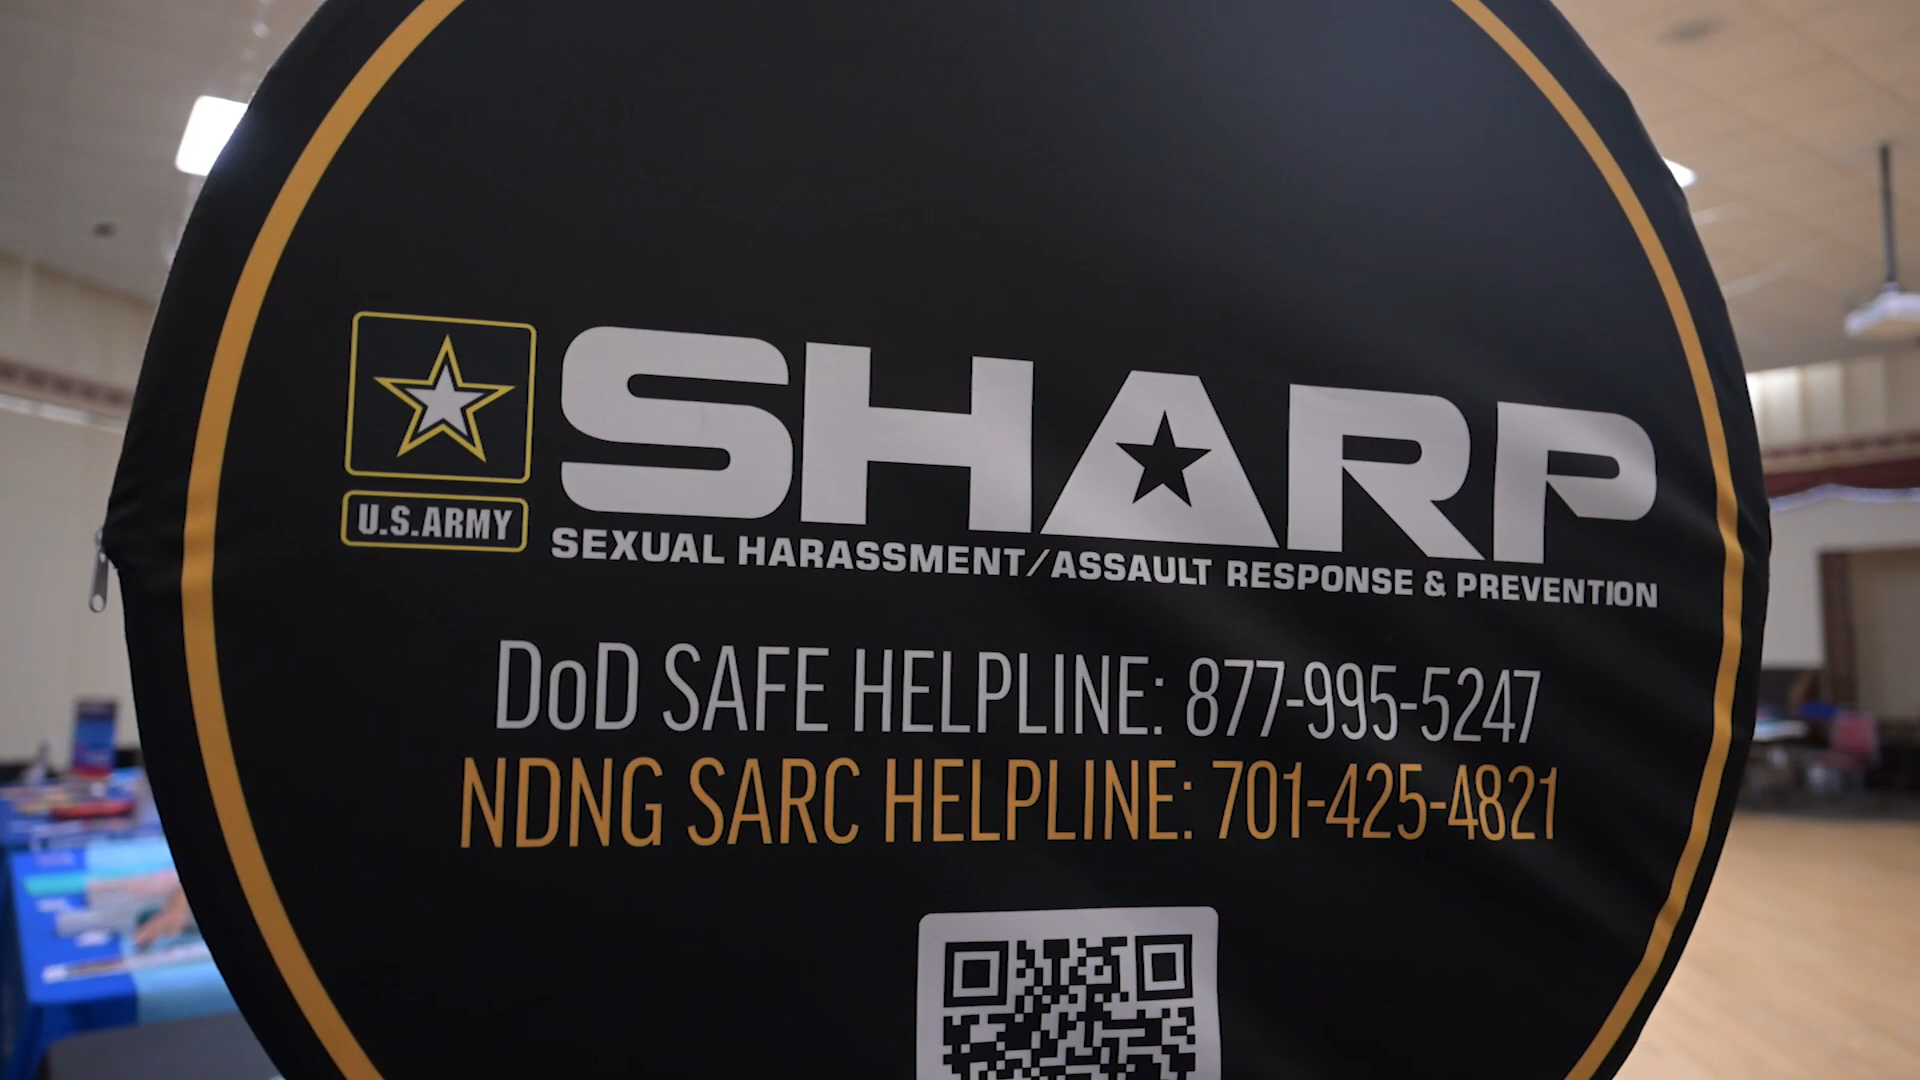 U.S.ARMY
SHARP
SEXUAL HARASSMENT/ASSAULT RESPONSE & PREVENTION
DoD SAFE HELPLINE: 877-995-5247
NDNG SARC HELPLINE: 701-425-4821